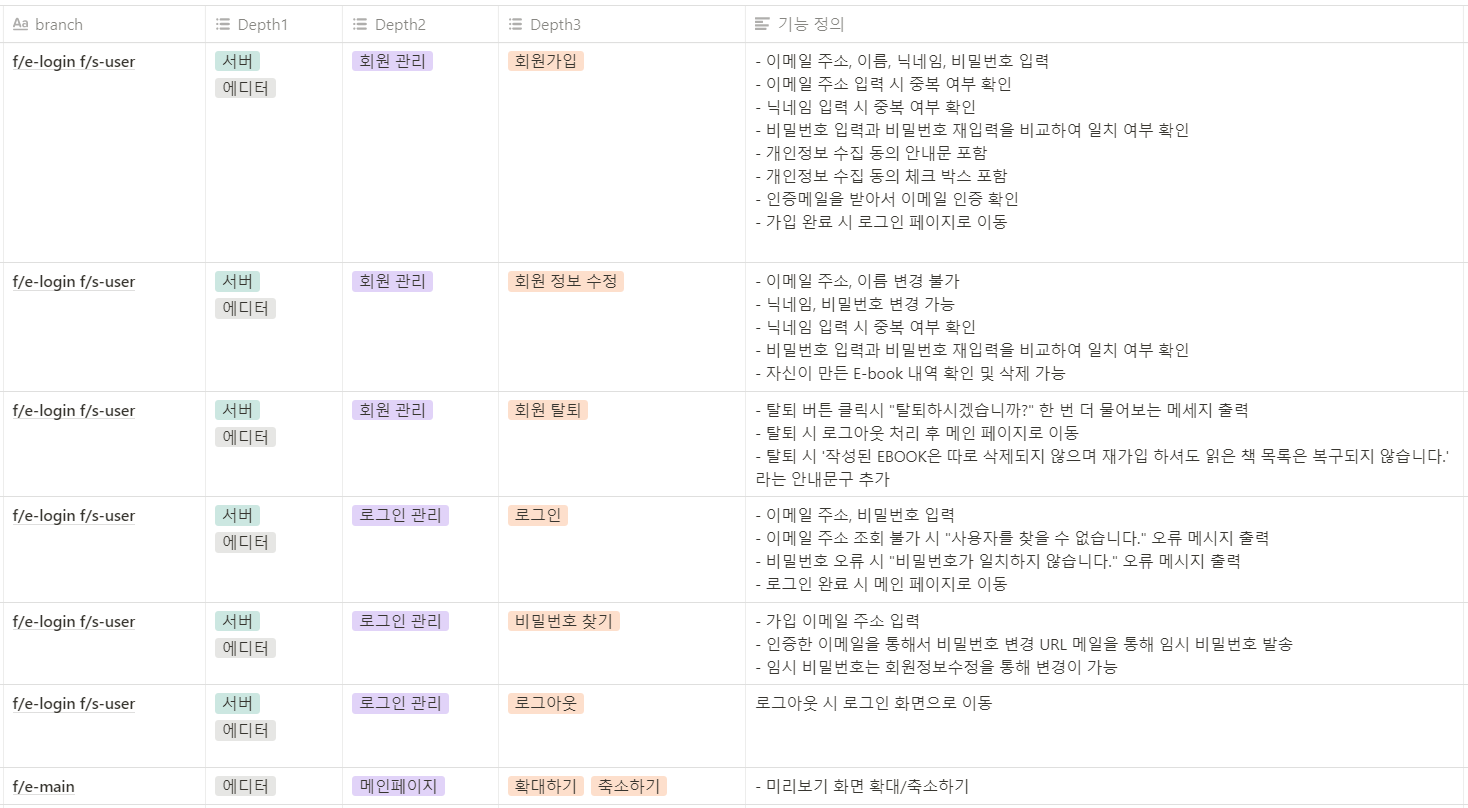 Aa branch Depth1 Depth2 Depth3 기능 정의
f/e-login f/s-user 서버 회원 관리 회원가입 - 이메일 주소, 이름, 닉네임, 비밀번호 입력
에디터 - 이메일 주소 입력 시 중복 여부 확인
- 닉네임 입력 시 중복 여부 확인
- 비밀번호 입력과 비밀번호 재입력을 비교하여 일치 여부 확인
- 개인정보 수집 동의 안내문 포함
- 개인정보 수집 동의 체크 박스 포함
- 인증메일을 받아서 이메일 인증 확인
- 가입 완료 시 로그인 페이지로 이동
f/e-login f/s-user 서버 회원 관리 회원 정보 수정 - 이메일 주소, 이름 변경 불가
에디터 - 닉네임, 비밀번호 변경 가능
- 닉네임 입력 시 중복 여부 확인
- 비밀번호 입력과 비밀번호 재입력을 비교하여 일치 여부 확인
- 자신이 만든 E-book 내역 확인 및 삭제 가능
f/e-login f/s-user 서버 회원 관리 회원 탈퇴 - 탈퇴 버튼 클릭시 "탈퇴하시겠습니까?" 한 번 더 물어보는 메세지 출력
에디터 - 탈퇴 시 로그아웃 처리 후 메인 페이지로 이동
- 탈퇴 시 '작성된 EBOOK은 따로 삭제되지 않으며 재가입 하셔도 읽은 책 목록은 복구되지 않습니다.'
라는 안내문구 추가
f/e-login f/s-user 서버 로그인 관리 로그인 - 이메일 주소, 비밀번호 입력
에디터 - 이메일 주소 조회 불가 시 "사용자를 찾을 수 없습니다." 오류 메시지 출력
- 비밀번호 오류 시 "비밀번호가 일치하지 않습니다." 오류 메시지 출력
- 로그인 완료 시 메인 페이지로 이동
f/e-login f/s-user 서버 로그인 관리 비밀번호 찾기 - 가입 이메일 주소 입력
에디터 - 인증한 이메일을 통해서 비밀번호 변경 URL 메일을 통해 임시 비밀번호 발송
- 임시 비밀번호는 회원정보수정을 통해 변경이 가능
f/e-login f/s-user 서버 로그인 관리 로그아웃 로그아웃 시 로그인 화면으로 이동
에디터
f/e-main 에디터 메인페이지 확대하기 축소하기 - 미리보기 화면 확대/축소하기